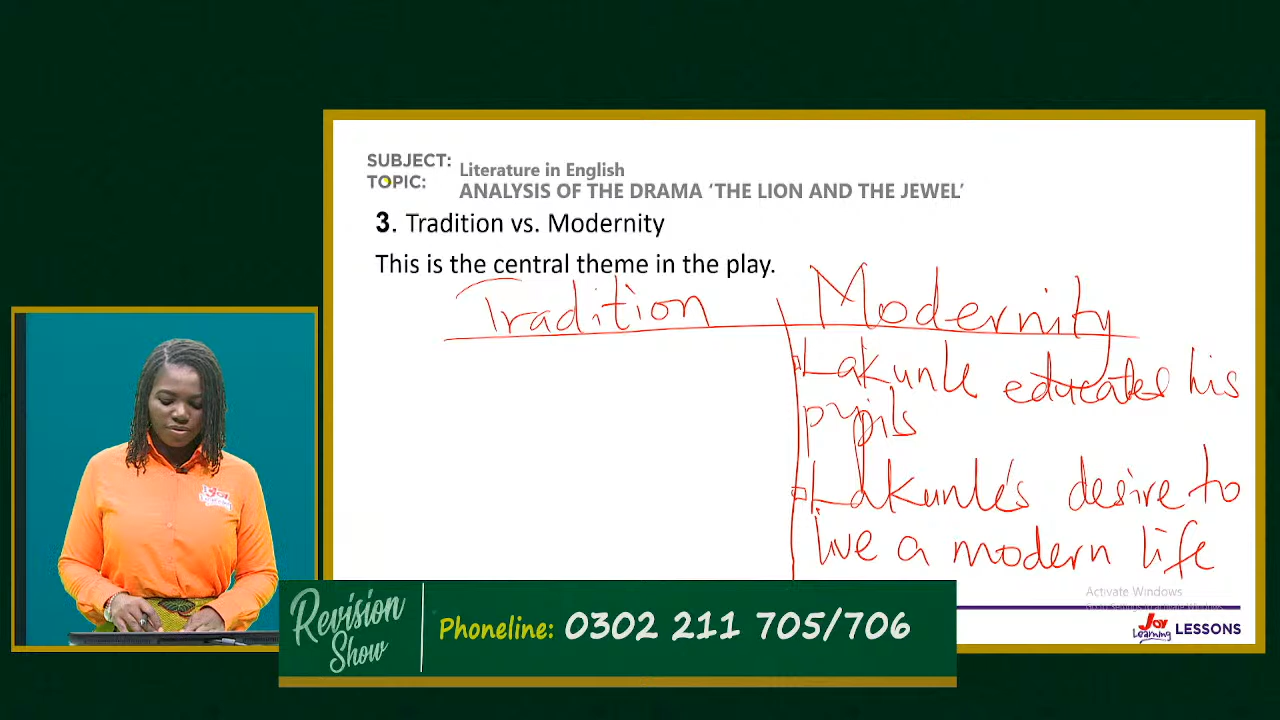 SUBJECT: Literature in English
TOPIC: ANALYSIS OF THE DRAMA ‘THE LION AND THE JEWEL’
3. Tradition vs. Modernity
This is the central theme in the play.
Tradition Modernity
Lakunle educates his
pupils
Lakunle's desire to
live a modern life
Activate Windows
Revision
Show
Phoneline: 0302 211 705/706
Joy
Learning LESSONS